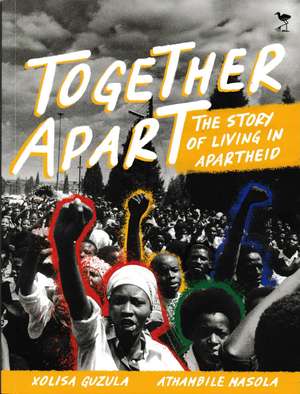 TOGETHER
APART
THE STORY
OF LIVING IN
APARTHEID
XOLISA GUZULA ATHAMBILE MASOLA